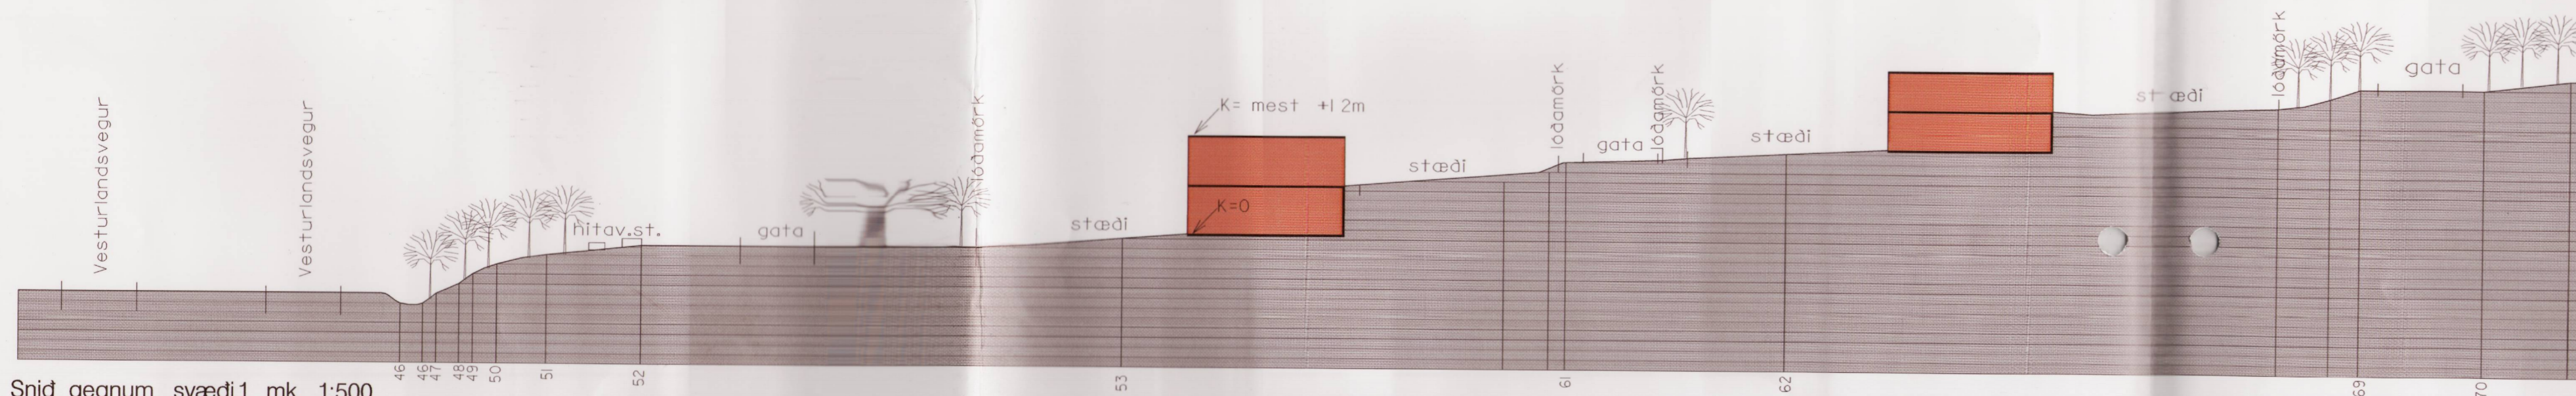 Vesturlandsvegur
Vesturlandsvegur
hitav.st.
gata
lóðamörk
stæði
K= mest +12m
K=0
stæði
lóðamörk
gata
lóðamörk
stæði
stæði
lóðamörk
gata
46
46
47
48
49
50
51
52
53
61
62
69
70
Snið gegnum svæði 1 mk 1:500